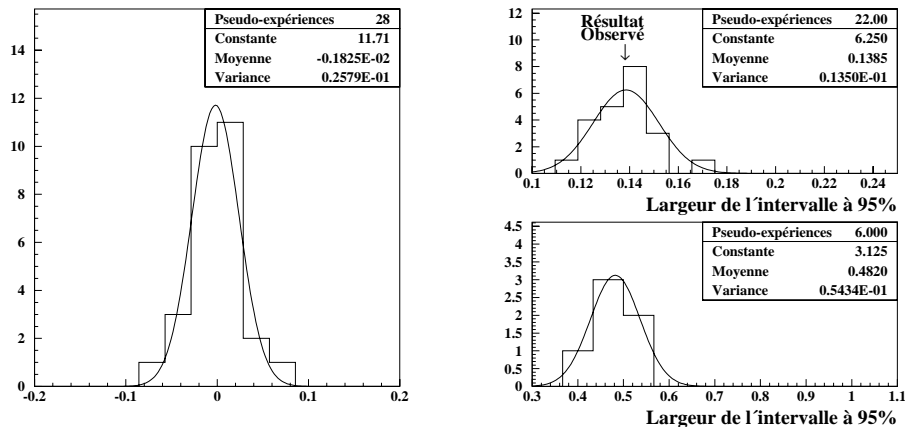 Pseudo-expériences 28
Constante 11.71
Moyenne -0.1825E-02
Variance 0.2579E-01
14
12
10
8
6
4
2
0
-0.2 -0.1 0 0.1 0.2
Pseudo-expériences 22.00
Constante 6.250
Moyenne 0.1385
Variance 0.1350E-01
Résultat
Observé
12
10
8
6
4
2
0
0.1 0.12 0.14 0.16 0.18 0.2 0.22 0.24
Largeur de l´intervalle à 95%
Pseudo-expériences 6.000
Constante 3.125
Moyenne 0.4820
Variance 0.5434E-01
4.5
4
3.5
3
2.5
2
1.5
1
0.5
0
0.3 0.4 0.5 0.6 0.7 0.8 0.9 1 1.1
Largeur de l´intervalle à 95%